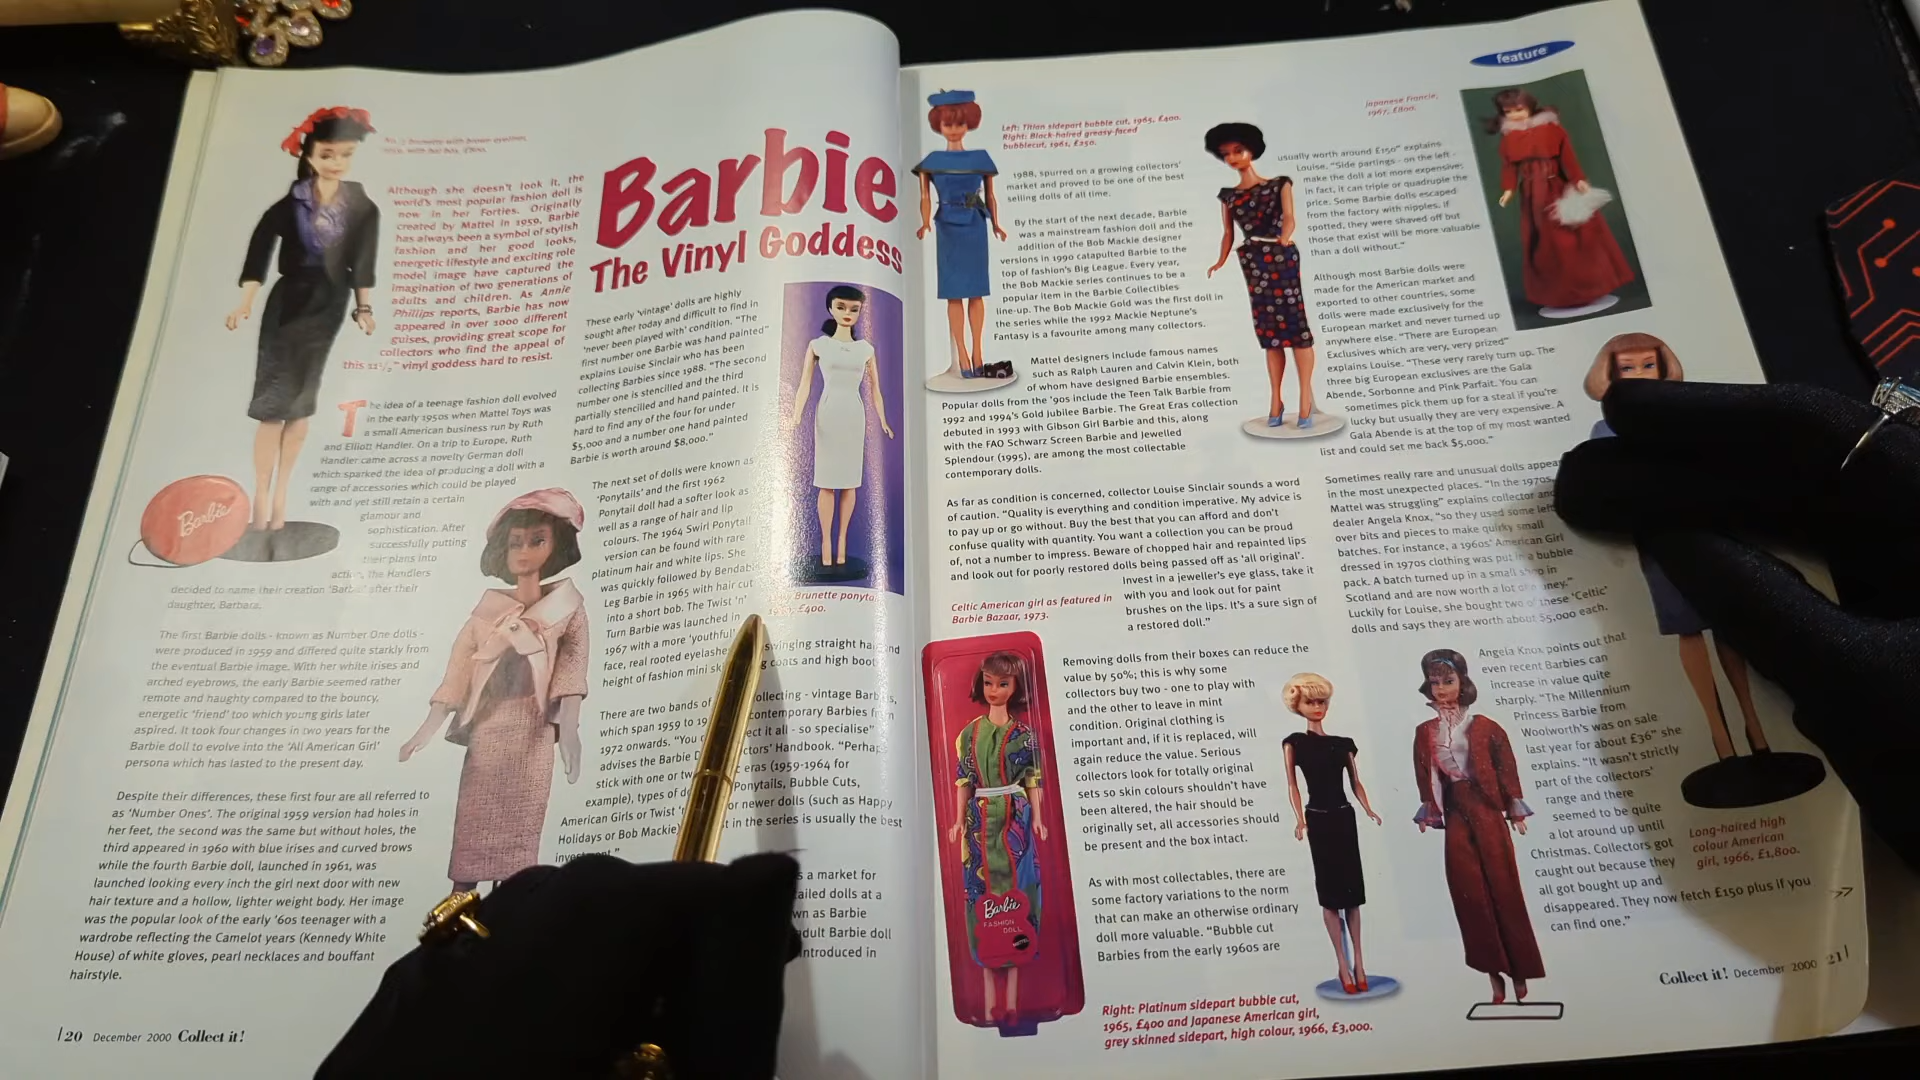 Barbie
The Vinyl Goddess
Although she doesn't look it, the
world's most popular fashion doll is
now in her Forties. Originally
created by Mattel in 1959, Barbie
has always been a symbol of stylish
fashion and her good looks,
energetic lifestyle and exciting role
model image have captured the
imagination of two generations of
adults and children. As Annie
Phillips reports, Barbie has now
appeared in over 1000 different
guises, providing great scope for
collectors who find the appeal of
this 11½" vinyl goddess hard to resist.
The idea of a teenage fashion doll evolved
in the early 1950s when Mattel Toys was
a small American business run by Ruth
and Elliott Handler. On a trip to Europe, Ruth
Handler came across a novelty German doll
which sparked the idea of producing a doll with a
range of accessories which could be played
with and yet still retain a certain
glamour and
sophistication. After
successfully putting
their plans into
action, the Handlers
decided to name their creation 'Barbie' after their
daughter, Barbara.
Barbie
The first Barbie dolls - known as Number One dolls -
were produced in 1959 and differed quite starkly from
the eventual Barbie image. With her white irises and
arched eyebrows, the early Barbie seemed rather
remote and haughty compared to the bouncy,
energetic 'friend' too which young girls later
aspired. It took four changes in two years for the
Barbie doll to evolve into the 'All American Girl'
persona which has lasted to the present day.
Despite their differences, these first four are all referred to
as 'Number Ones'. The original 1959 version had holes in
her feet, the second was the same but without holes, the
third appeared in 1960 with blue irises and curved brows
while the fourth Barbie doll, launched in 1961, was
launched looking every inch the girl next door with new
hair texture and a hollow, lighter weight body. Her image
was the popular look of the early '60s teenager with a
wardrobe reflecting the Camelot years (Kennedy White
House) of white gloves, pearl necklaces and bouffant
hairstyle.
20 December 2000 Collect it!
These early 'vintage' dolls are highly
sought after today and difficult to find in
'never been played with' condition. "The
first number one Barbie was hand painted"
explains Louise Sinclair who has been
collecting Barbies since 1988. "The second
number one is stencilled and the third
partially stencilled and hand painted. It is
hard to find any of the four for under
$5,000 and a number one hand painted
Barbie is worth around $8,000."
The next set of dolls were known as
'Ponytails' and the first 1962
Ponytail doll had a softer look as
well as a range of hair and lip
colours. The 1964 Swirl Ponytail
version can be found with rare
platinum hair and white lips. She
was quickly followed by Bendable
Leg Barbie in 1965 with hair cut
into a short bob. The Twist 'n'
Turn Barbie was launched in
1967 with a more 'youthful'
face, real rooted eyelashes swinging straight hair and
height of fashion mini coats and high boot
Brunette ponytail
£400.
There are two bands of collecting - vintage Barbies,
which span 1959 to contemporary Barbies from
1972 onwards. "You ect it all - so specialise"
advises the Barbie ctors' Handbook. "Perhaps
stick with one or eras (1959-1964 for
example), types of Ponytails, Bubble Cuts,
American Girls or Twist or newer dolls (such as Happy
Holidays or Bob Mackie) in the series is usually the best
investment."
a market for
dolls at a
as Barbie
adult Barbie doll
introduced in
feature
Left: Titian sidepart bubble cut, 1965, £400.
Right: Black-haired greasy-faced
bubblecut, 1961, £250.
1988, spurred on a growing collectors'
market and proved to be one of the best
selling dolls of all time.
By the start of the next decade, Barbie
was a mainstream fashion doll and the
addition of the Bob Mackie designer
versions in 1990 catapulted Barbie to the
top of fashion's Big League. Every year,
the Bob Mackie series continues to be a
popular item in the Barbie Collectibles
line-up. The Bob Mackie Gold was the first doll in
the series while the 1992 Mackie Neptune's
Fantasy is a favourite among many collectors.
Mattel designers include famous names
such as Ralph Lauren and Calvin Klein, both
of whom have designed Barbie ensembles.
Popular dolls from the '90s include the Teen Talk Barbie from
1992 and 1994's Gold Jubilee Barbie. The Great Eras collection
debuted in 1993 with Gibson Girl Barbie and this, along
with the FAO Schwarz Screen Barbie and Jewelled
Splendour (1995), are among the most collectable
contemporary dolls.
As far as condition is concerned, collector Louise Sinclair sounds a word
of caution. "Quality is everything and condition imperative. My advice is
to pay up or go without. Buy the best that you can afford and don't
confuse quality with quantity. You want a collection you can be proud
of, not a number to impress. Beware of chopped hair and repainted lips
and look out for poorly restored dolls being passed off as 'all original'.
Invest in a jeweller's eye glass, take it
with you and look out for paint
brushes on the lips. It's a sure sign of
a restored doll."
Celtic American girl as featured in
Barbie Bazaar, 1973.
Barbie
FASHION
DOLL
Removing dolls from their boxes can reduce the
value by 50%; this is why some
collectors buy two - one to play with
and the other to leave in mint
condition. Original clothing is
important and, if it is replaced, will
again reduce the value. Serious
collectors look for totally original
sets so skin colours shouldn't have
been altered, the hair should be
originally set, all accessories should
be present and the box intact.
As with most collectables, there are
some factory variations to the norm
that can make an otherwise ordinary
doll more valuable. "Bubble cut
Barbies from the early 1960s are
Right: Platinum sidepart bubble cut,
1965, £400 and Japanese American girl,
grey skinned sidepart, high colour, 1966, £3,000.
Japanese Francie,
1967, £800.
usually worth around £150" explains
Louise. "Side partings - on the left -
make the doll a lot more expensive.
In fact, it can triple or quadruple the
price. Some Barbie dolls escaped
from the factory with nipples. If
spotted, they were shaved off but
those that exist will be more valuable
than a doll without."
Although most Barbie dolls were
made for the American market and
exported to other countries, some
dolls were made exclusively for the
European market and never turned up
anywhere else. "There are European
Exclusives which are very, very prized"
explains Louise. "These very rarely turn up. The
three big European exclusives are the Gala
Abende, Sorbonne and Pink Parfait. You can
sometimes pick them up for a steal if you're
lucky but usually they are very expensive. A
Gala Abende is at the top of my most wanted
list and could set me back $5,000."
Sometimes really rare and unusual dolls appear
in the most unexpected places. "In the 1970s,
Mattel was struggling" explains collector and
dealer Angela Knox, "so they used some left
over bits and pieces to make quirky small
batches. For instance, a 1960s' American Girl
dressed in 1970s clothing was put in a bubble
pack. A batch turned up in a small shop in
Scotland and are now worth a lot of money."
Luckily for Louise, she bought two of these 'Celtic'
dolls and says they are worth about $5,000 each.
Angela Knox points out that
even recent Barbies can
increase in value quite
sharply. "The Millennium
Princess Barbie from
Woolworth's was on sale
last year for about £36" she
explains. "It wasn't strictly
part of the collectors'
range and there
seemed to be quite
a lot around up until
Christmas. Collectors got
caught out because they
all got bought up and
disappeared. They now fetch £150 plus if you
can find one."
Long-haired high
colour American
girl, 1966, £1,800.
Collect it! December 2000 21